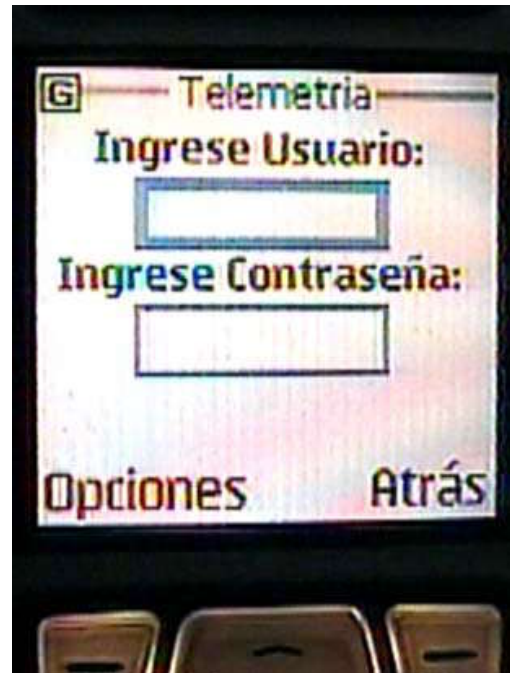 G Telemetria
Ingrese Usuario:
Ingrese Contraseña:
Opciones Atrás